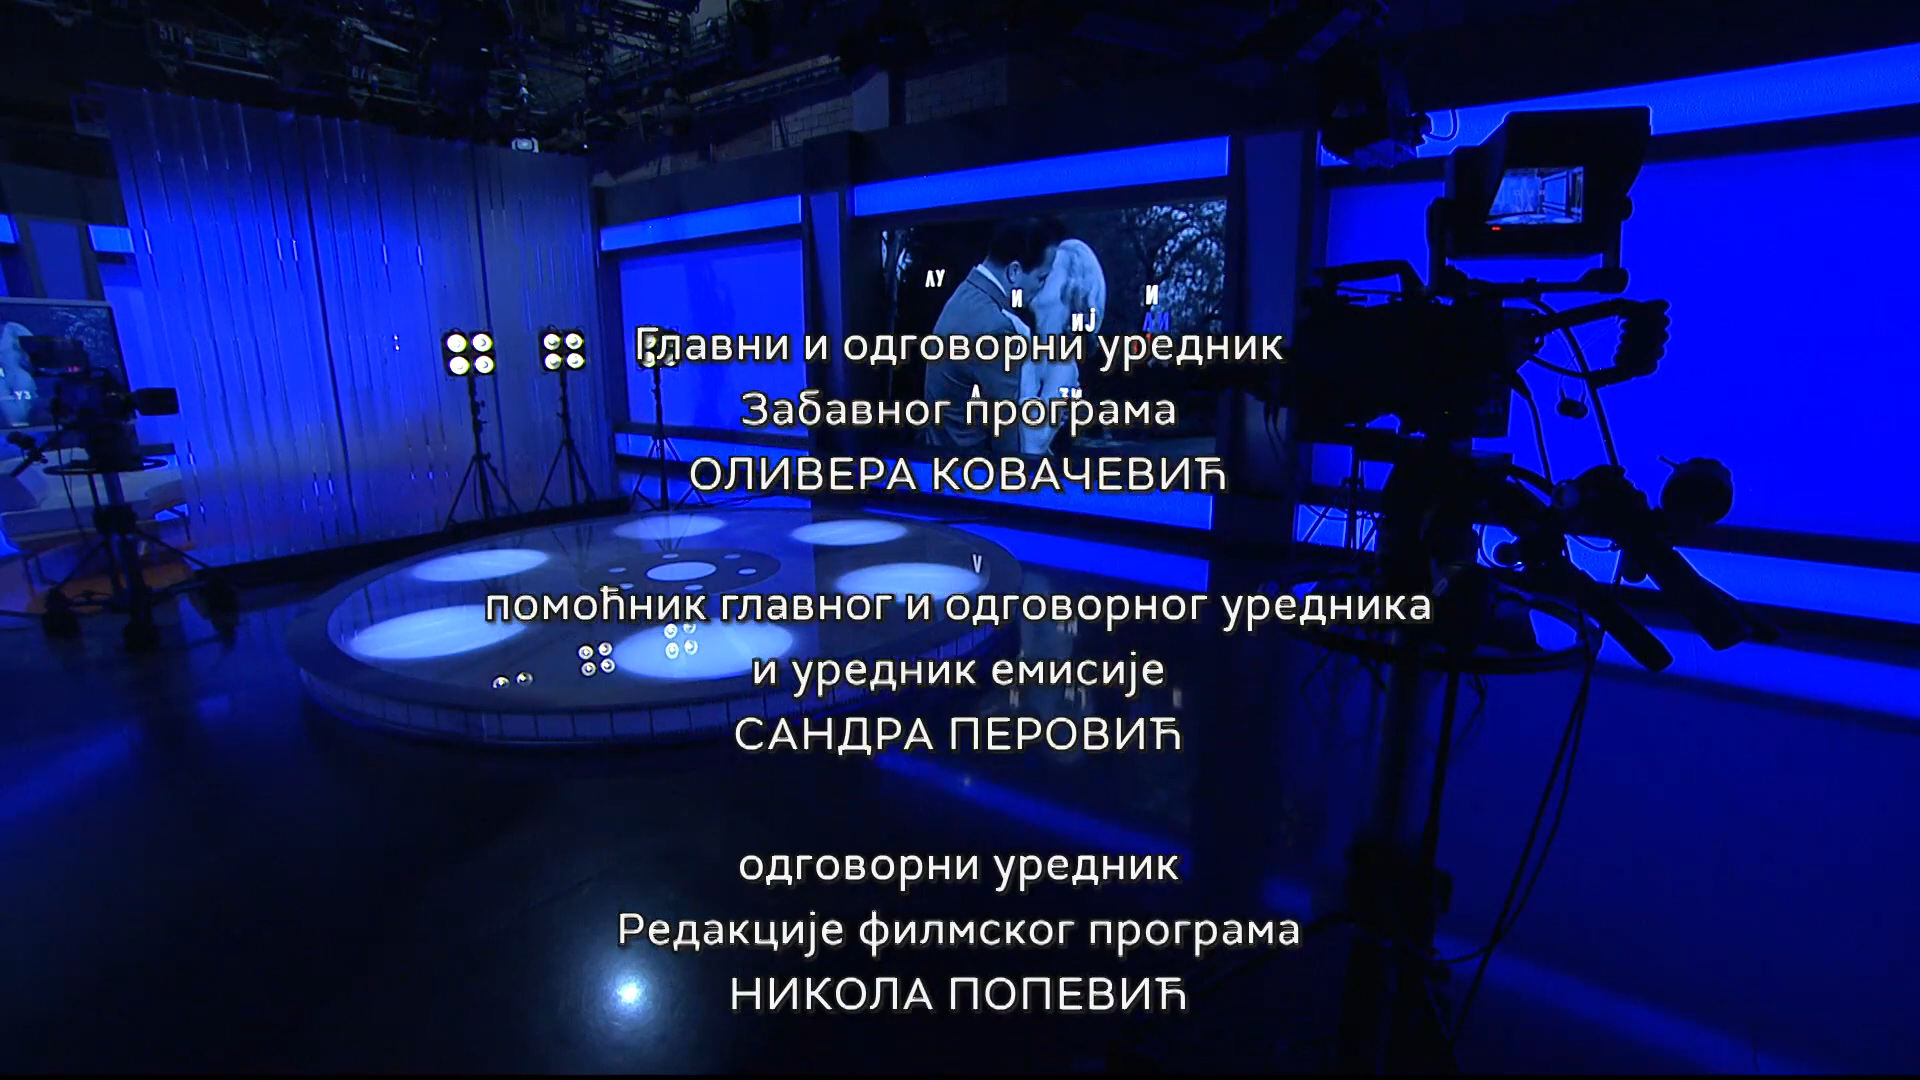 Главни и одговорни уредник
Забавног програма
ОЛИВЕРА КОВАЧЕВИЋ
помоћник главног и одговорног уредника
и уредник емисије
САНДРА ПЕРОВИЋ
одговорни уредник
Редакције филмског програма
НИКОЛА ПОПЕВИЋ